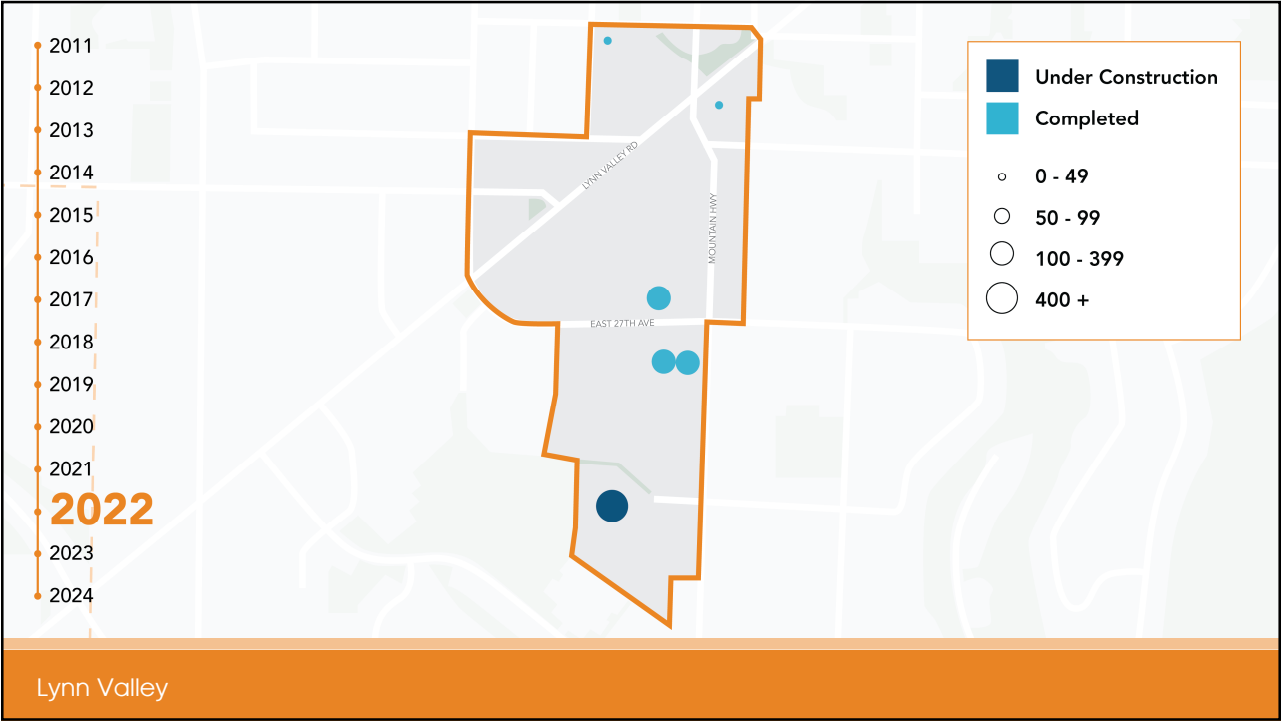 2011
2012
2013
2014
2015
2016
2017
2018
2019
2020
2021
2022
2023
2024
LYNN VALLEY RD
MOUNTAIN HWY
EAST 27TH AVE
Under Construction
Completed
0 - 49
50 - 99
100 - 399
400 +
Lynn Valley